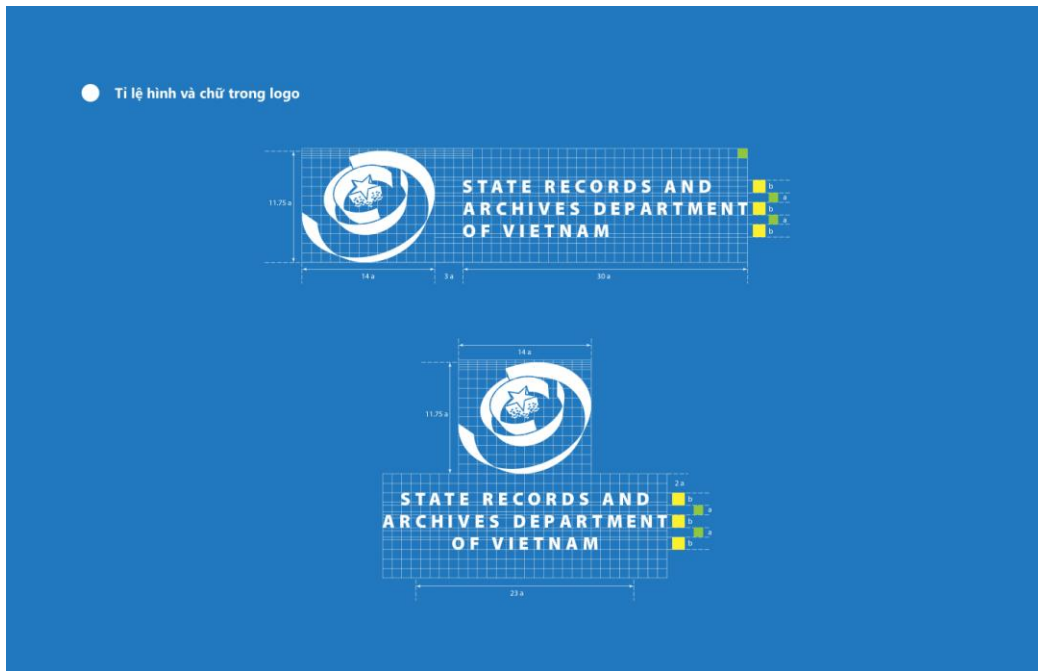 Tỉ lệ hình và chữ trong logo
STATE RECORDS AND
ARCHIVES DEPARTMENT
OF VIETNAM
b
a
b
a
b
11.75 a
14 a
3 a
30 a
14 a
11.75 a
2 a
STATE RECORDS AND
ARCHIVES DEPARTMENT
OF VIETNAM
b
a
b
a
b
23 a